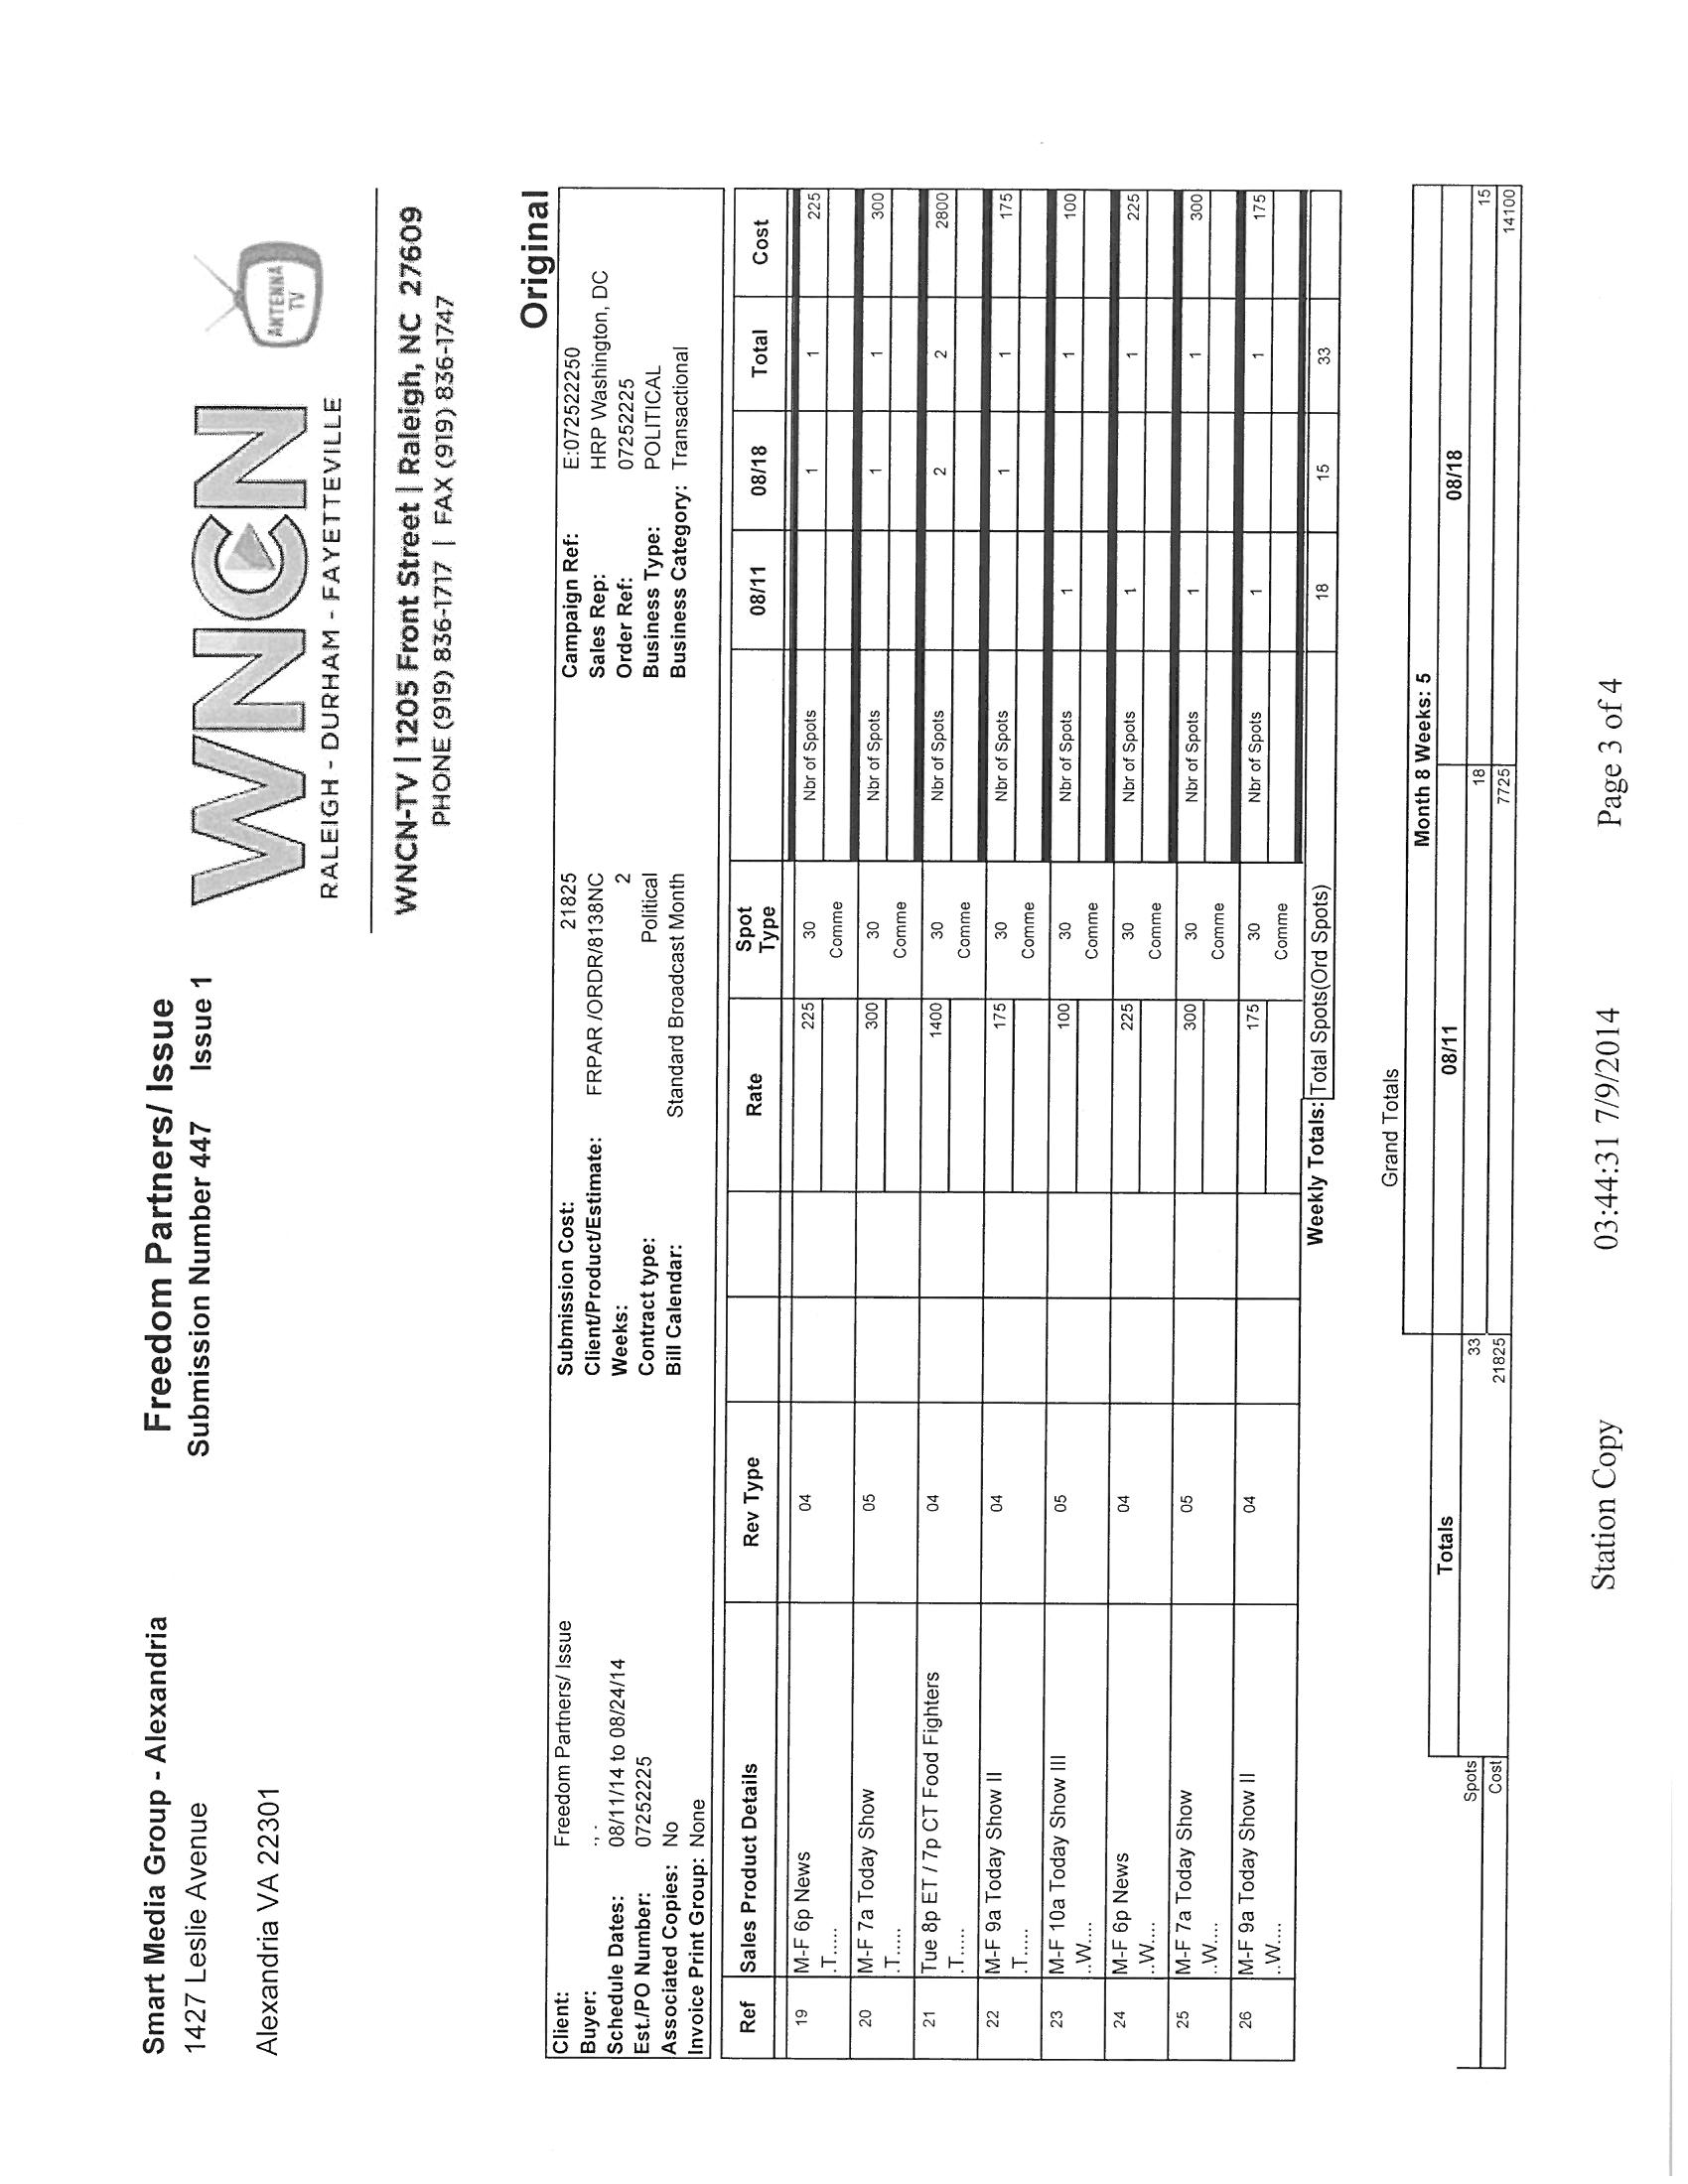 Smart Media Group - Alexandria
1427 Leslie Avenue
Alexandria VA 22301
Freedom Partners/ Issue
Submission Number 447 Issue 1
WNCN
RALEIGH - DURHAM - FAYETTEVILLE
ANTENNA TV
WNCN-TV | 1205 Front Street | Raleigh, NC 27609
PHONE (919) 836-1717 | FAX (919) 836-1747
Original
Client: Freedom Partners/ Issue Submission Cost: 21825 Campaign Ref: E:072522250
Buyer: ., . Client/Product/Estimate: FRPAR /ORDR/8138NC Sales Rep: HRP Washington, DC
Schedule Dates: 08/11/14 to 08/24/14 Weeks: 2 Order Ref: 07252225
Est./PO Number: 07252225 Contract type: Political Business Type: POLITICAL
Associated Copies: No Bill Calendar: Standard Broadcast Month Business Category: Transactional
Invoice Print Group: None
Ref Sales Product Details Rev Type Rate Spot Type 08/11 08/18 Total Cost
19 M-F 6p News 04 225 30 Nbr of Spots 1 1 225
.T..... Comme
20 M-F 7a Today Show 05 300 30 Nbr of Spots 1 1 300
.T..... Comme
21 Tue 8p ET / 7p CT Food Fighters 04 1400 30 Nbr of Spots 2 2 2800
.T..... Comme
22 M-F 9a Today Show II 04 175 30 Nbr of Spots 1 1 175
.T..... Comme
23 M-F 10a Today Show III 05 100 30 Nbr of Spots 1 1 100
..W.... Comme
24 M-F 6p News 04 225 30 Nbr of Spots 1 1 225
..W.... Comme
25 M-F 7a Today Show 05 300 30 Nbr of Spots 1 1 300
..W.... Comme
26 M-F 9a Today Show II 04 175 30 Nbr of Spots 1 1 175
..W.... Comme
Weekly Totals: Total Spots(Ord Spots) 18 15 33
Grand Totals
Month 8 Weeks: 5
Totals 08/11 08/18
Spots 33 18 15
Cost 21825 7725 14100
Station Copy 03:44:31 7/9/2014 Page 3 of 4